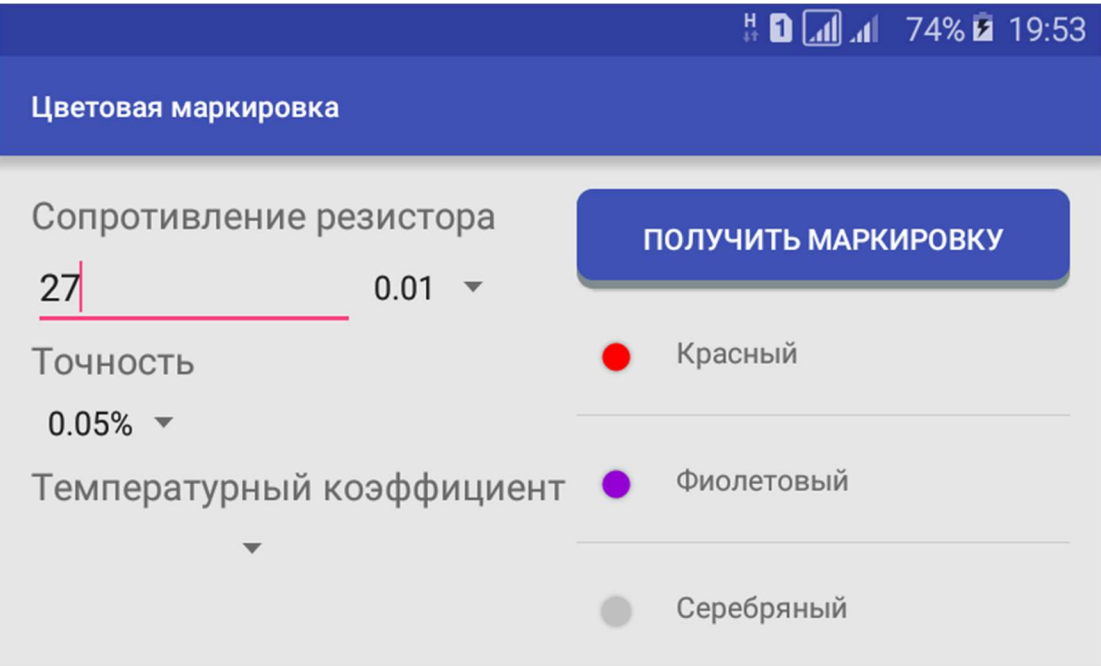 H 1 74% 19:53
Цветовая маркировка
Сопротивление резистора
27 0.01
Точность
0.05%
Температурный коэффициент
ПОЛУЧИТЬ МАРКИРОВКУ
Красный
Фиолетовый
Серебряный